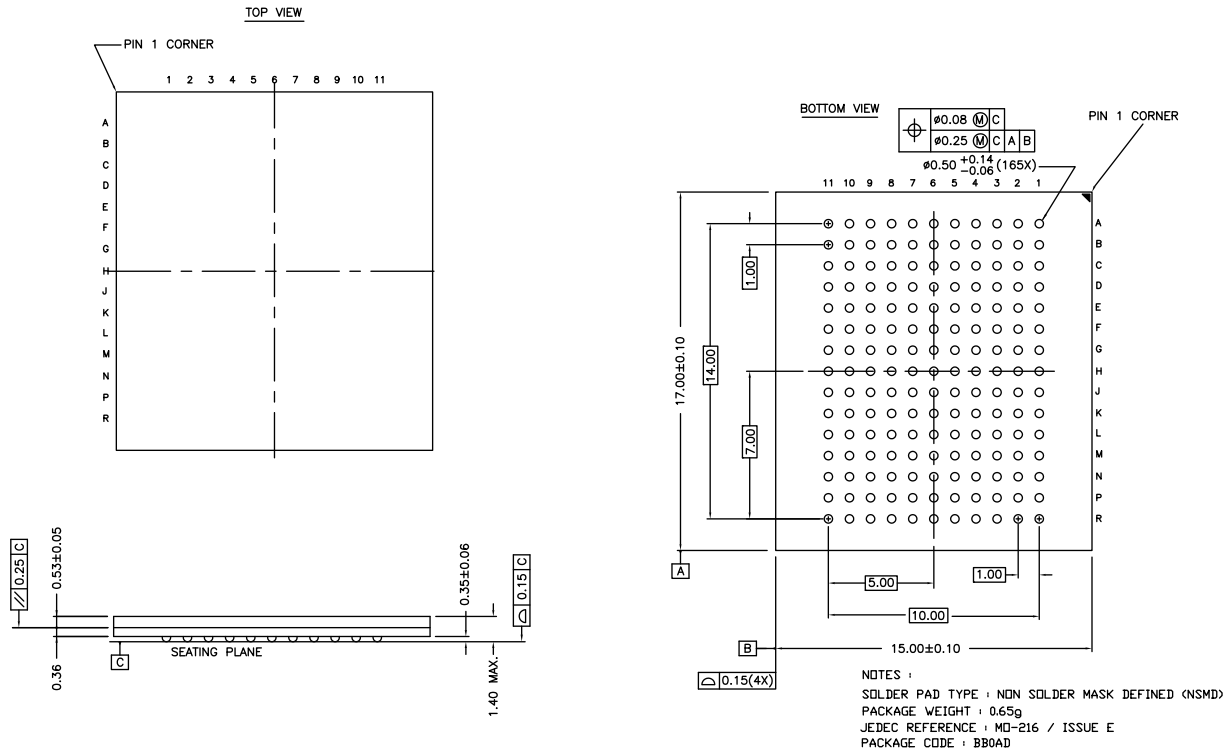 TOP VIEW
PIN 1 CORNER
1 2 3 4 5 6 7 8 9 10 11
A
B
C
D
E
F
G
H
J
K
L
M
N
P
R
BOTTOM VIEW
⌀0.08 Ⓜ C
⌀0.25 Ⓜ C A B
⌀0.50 +0.14 -0.06 (165X)
PIN 1 CORNER
11 10 9 8 7 6 5 4 3 2 1
A
B
C
D
E
F
G
H
J
K
L
M
N
P
R
1.00
17.00±0.10
14.00
7.00
A
5.00
1.00
10.00
B
15.00±0.10
0.15(4X)
// 0.25 C
0.53±0.05
0.35±0.06
0.15 C
SEATING PLANE
C
0.36
1.40 MAX.
NOTES :
SOLDER PAD TYPE : NON SOLDER MASK DEFINED (NSMD)
PACKAGE WEIGHT : 0.65g
JEDEC REFERENCE : MO-216 / ISSUE E
PACKAGE CODE : BB0AD